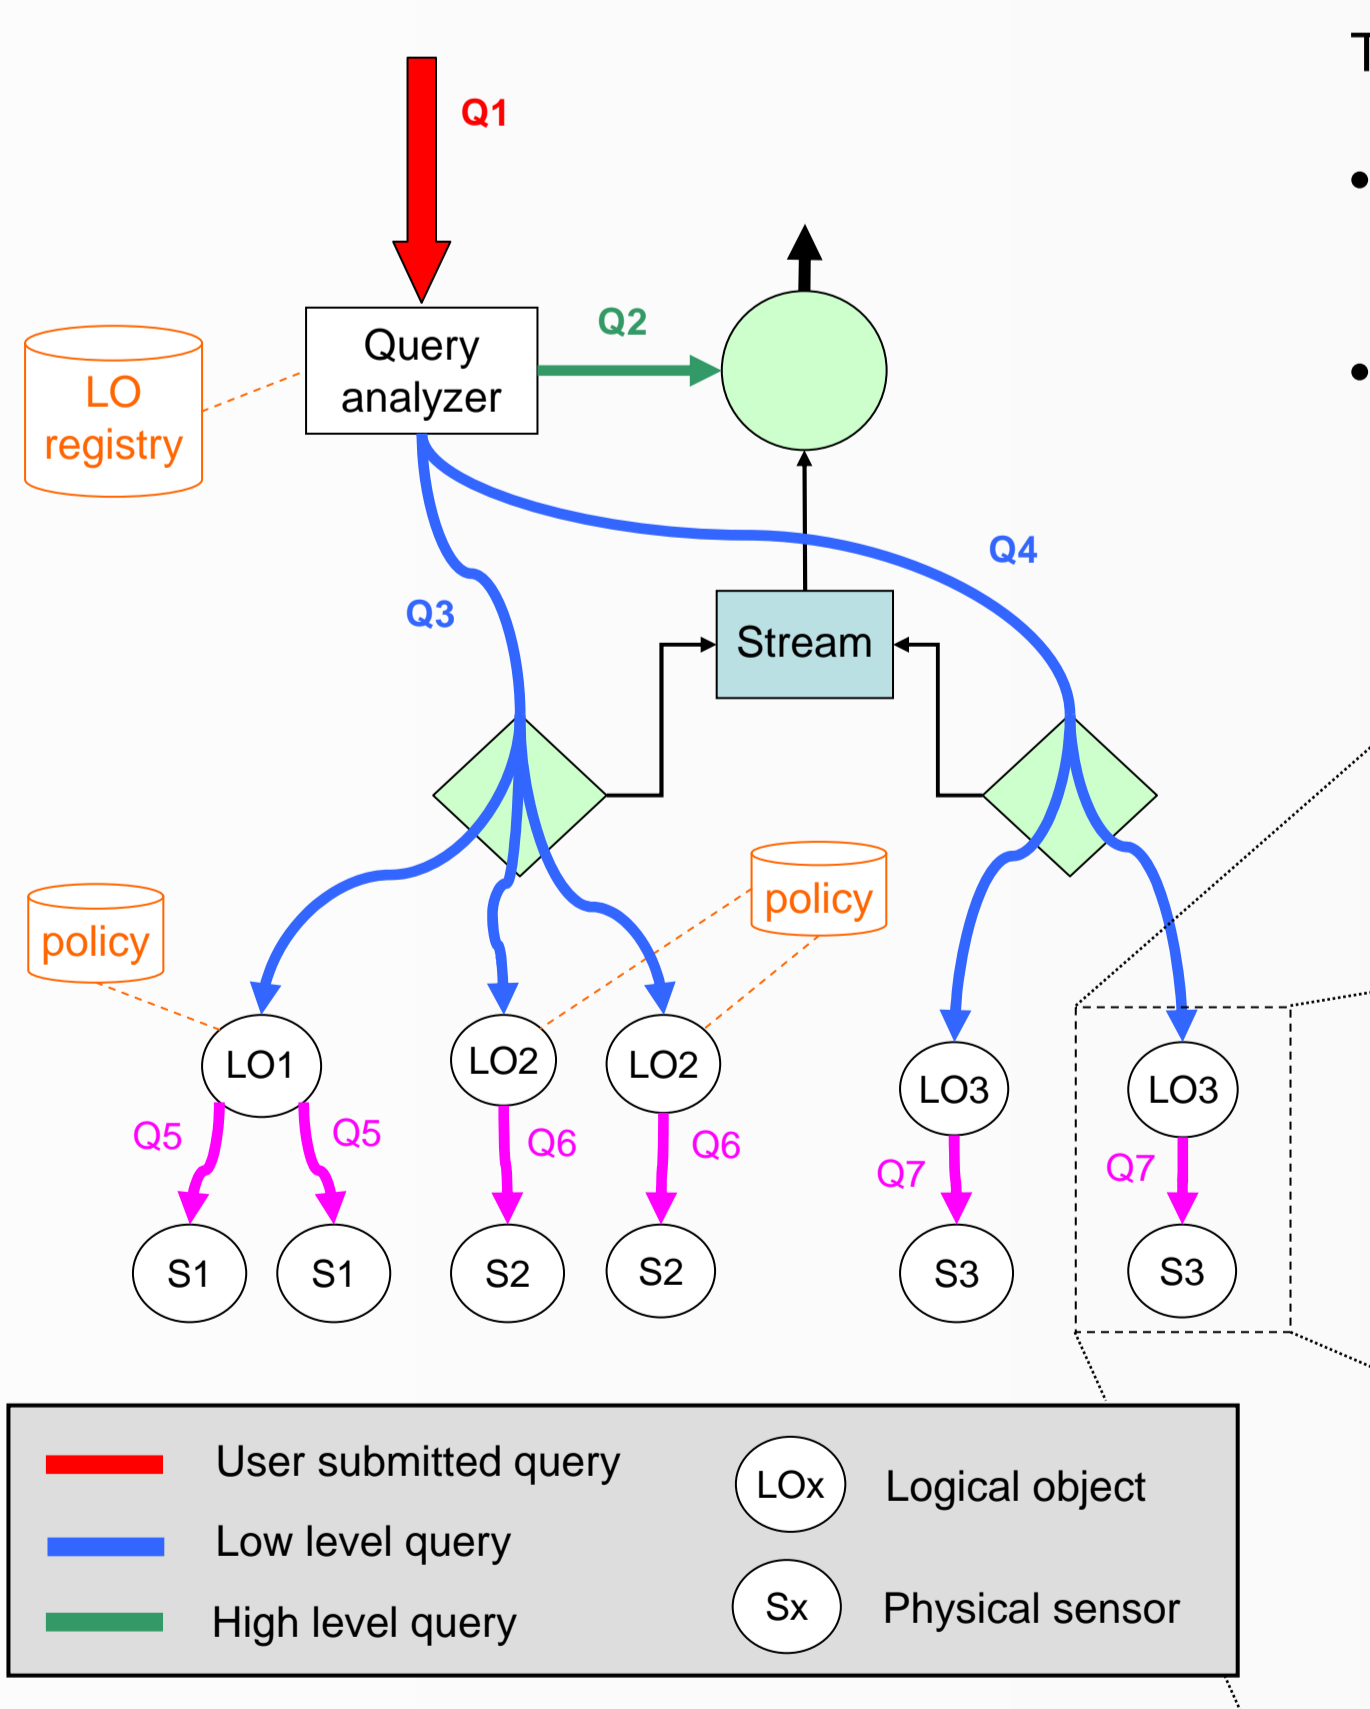 T
Q1
•
Q2
Query
analyzer
LO
registry
•
Q4
Q3
Stream
policy
policy
LO1
LO2
LO2
LO3
LO3
Q5
Q5
Q6
Q6
Q7
Q7
S1
S1
S2
S2
S3
S3
User submitted query
LOx
Logical object
Low level query
Sx
Physical sensor
High level query